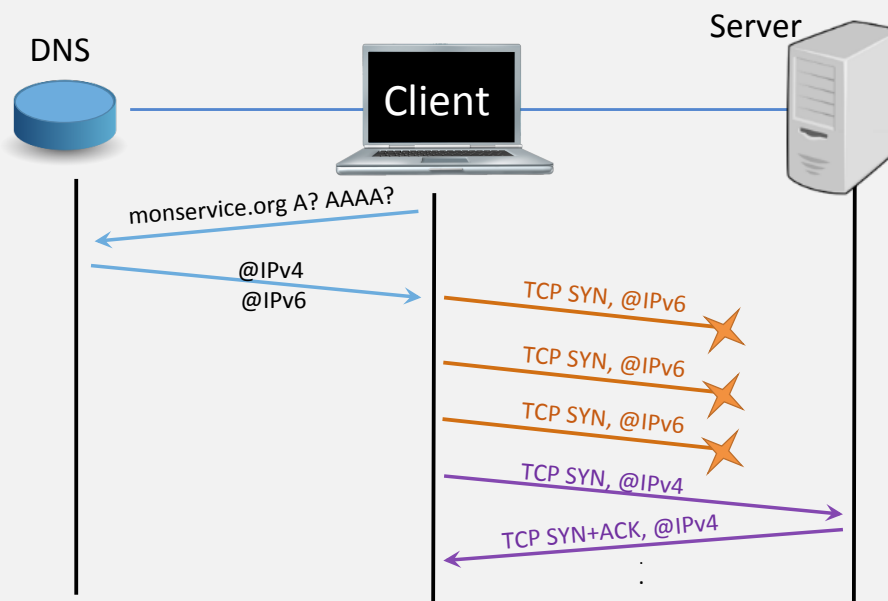 DNS
Client
Server
monservice.org A? AAAA?
@IPv4
@IPv6
TCP SYN, @IPv6
TCP SYN, @IPv6
TCP SYN, @IPv6
TCP SYN, @IPv4
TCP SYN+ACK, @IPv4
.
.